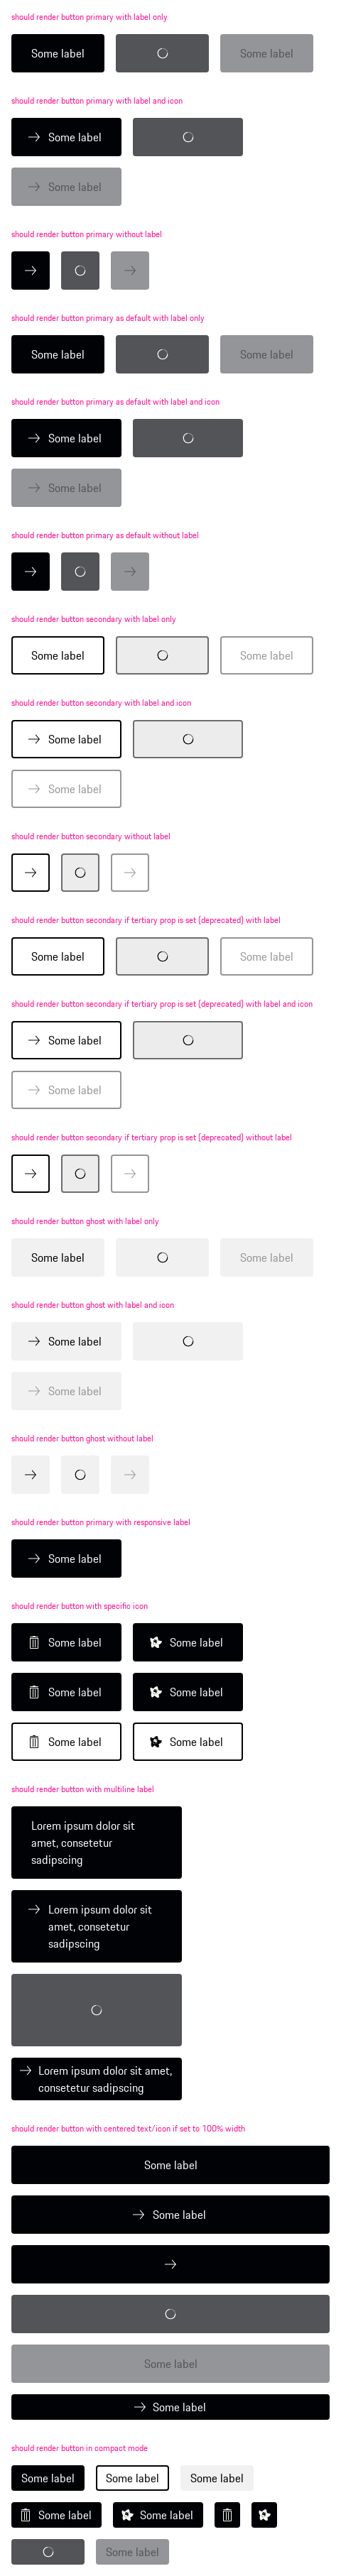 should render button primary with label only
Some label Some label
should render button primary with label and icon
Some label
Some label
should render button primary without label
should render button primary as default with label only
Some label Some label
should render button primary as default with label and icon
Some label
Some label
should render button primary as default without label
should render button secondary with label only
Some label Some label
should render button secondary with label and icon
Some label
Some label
should render button secondary without label
should render button secondary if tertiary prop is set (deprecated) with label
Some label Some label
should render button secondary if tertiary prop is set (deprecated) with label and icon
Some label
Some label
should render button secondary if tertiary prop is set (deprecated) without label
should render button ghost with label only
Some label Some label
should render button ghost with label and icon
Some label
Some label
should render button ghost without label
should render button primary with responsive label
Some label
should render button with specific icon
Some label Some label
Some label Some label
Some label Some label
should render button with multiline label
Lorem ipsum dolor sit
amet, consetetur
sadipscing
Lorem ipsum dolor sit
amet, consetetur
sadipscing
Lorem ipsum dolor sit amet,
consetetur sadipscing
should render button with centered text/icon if set to 100% width
Some label
Some label
Some label
Some label
should render button in compact mode
Some label Some label Some label
Some label Some label
Some label